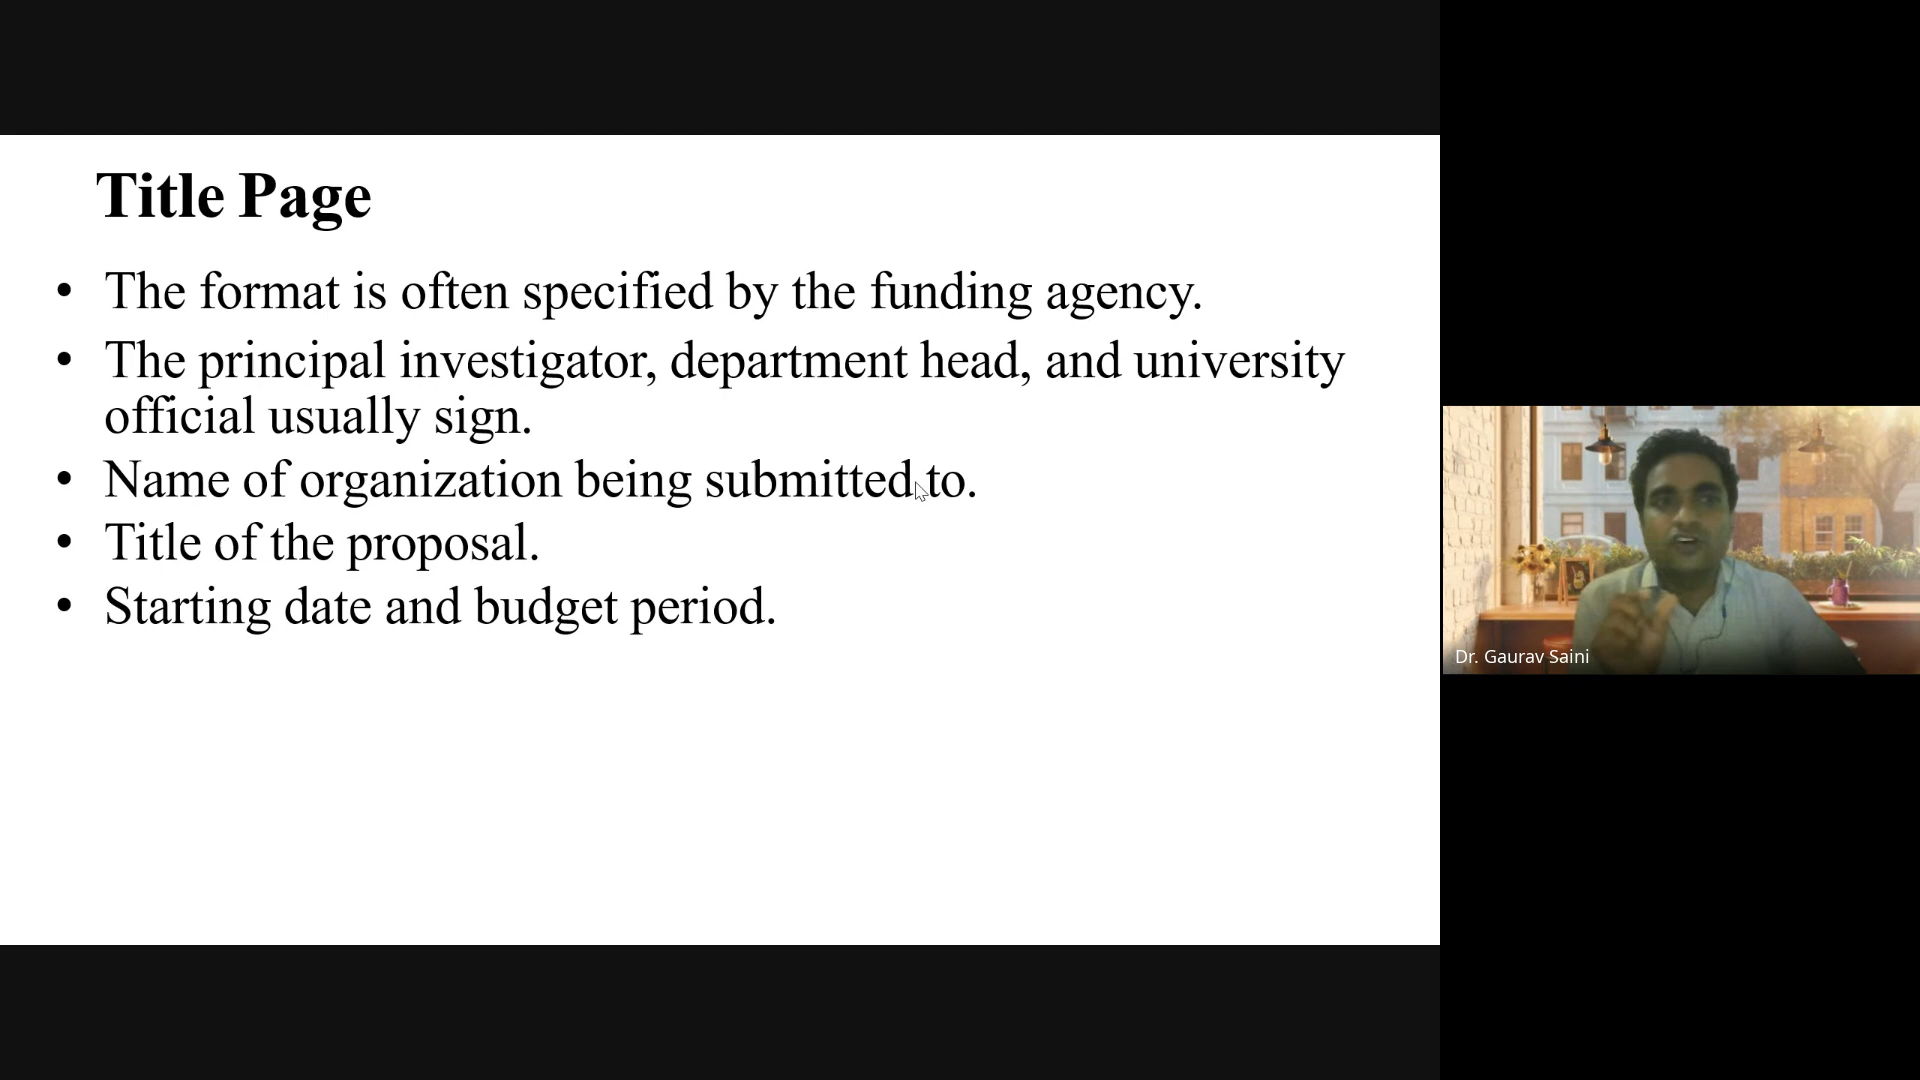 Title Page
• The format is often specified by the funding agency.
• The principal investigator, department head, and university
official usually sign.
• Name of organization being submitted to.
• Title of the proposal.
• Starting date and budget period.
Dr. Gaurav Saini